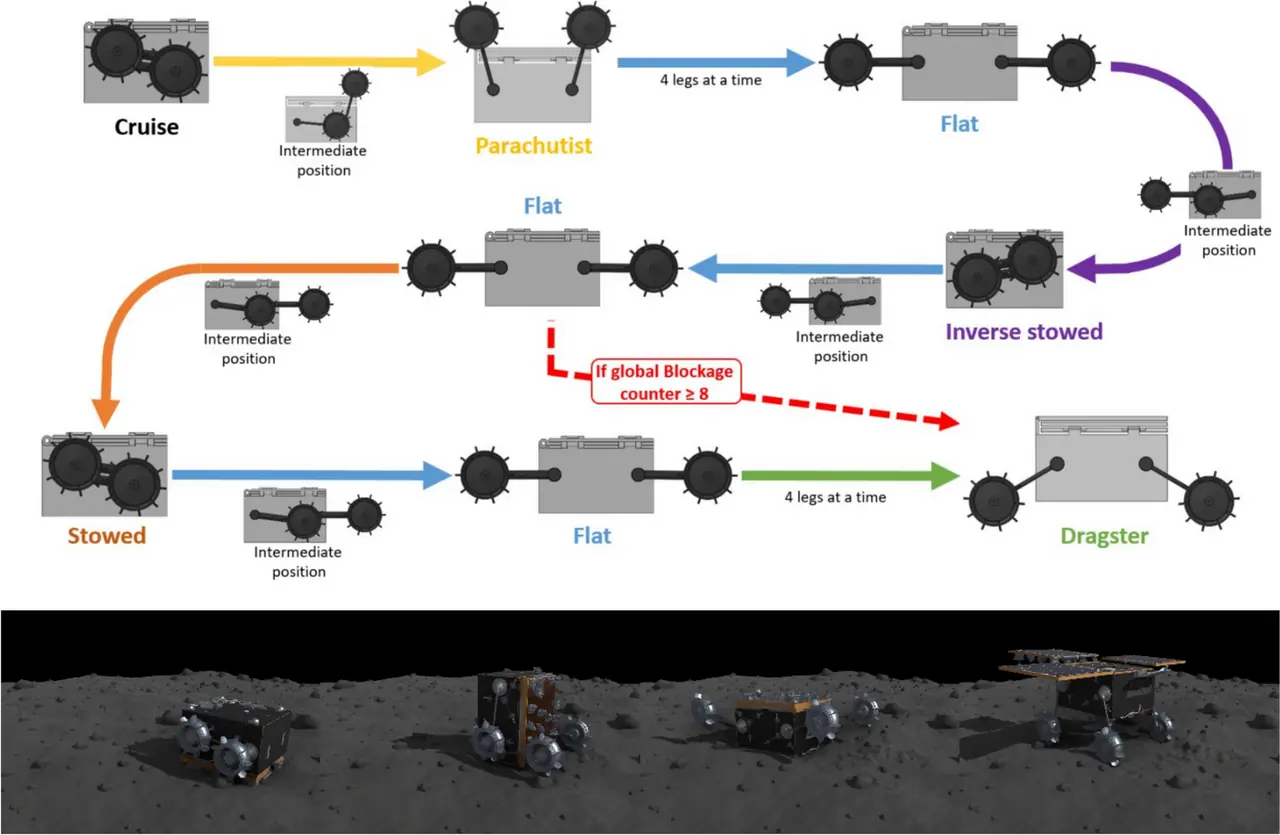 Cruise
Intermediate
position
Parachutist
4 legs at a time
Flat
Intermediate
position
Inverse stowed
Intermediate
position
Flat
Intermediate
position
If global Blockage
counter ≥ 8
Stowed
Intermediate
position
Flat
4 legs at a time
Dragster